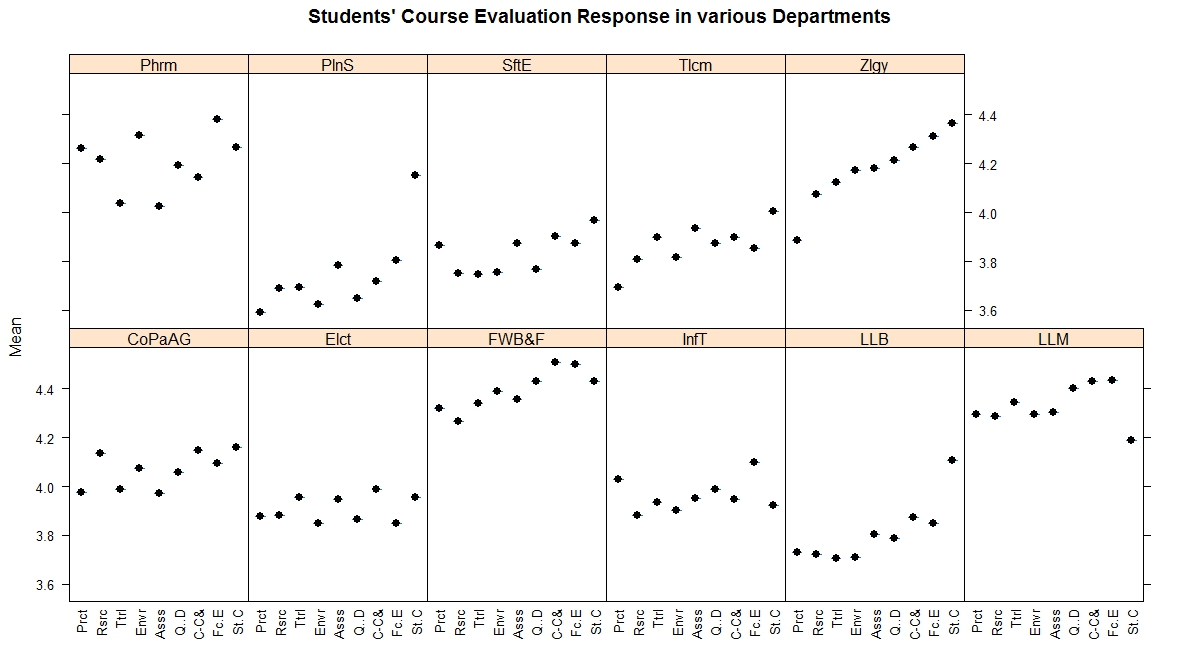 Students' Course Evaluation Response in various Departments
Phrm PlnS SftE Tlcm Zlgy
4.4
4.2
4.0
3.8
3.6
Mean
CoPaAG Elct FWB&F InfT LLB LLM
4.4
4.2
4.0
3.8
3.6
Prct Rsrc Ttrl Envr Asss Q..D C-C& Fc.E St.C Prct Rsrc Ttrl Envr Asss Q..D C-C& Fc.E St.C Prct Rsrc Ttrl Envr Asss Q..D C-C& Fc.E St.C Prct Rsrc Ttrl Envr Asss Q..D C-C& Fc.E St.C Prct Rsrc Ttrl Envr Asss Q..D C-C& Fc.E St.C Prct Rsrc Ttrl Envr Asss Q..D C-C& Fc.E St.C